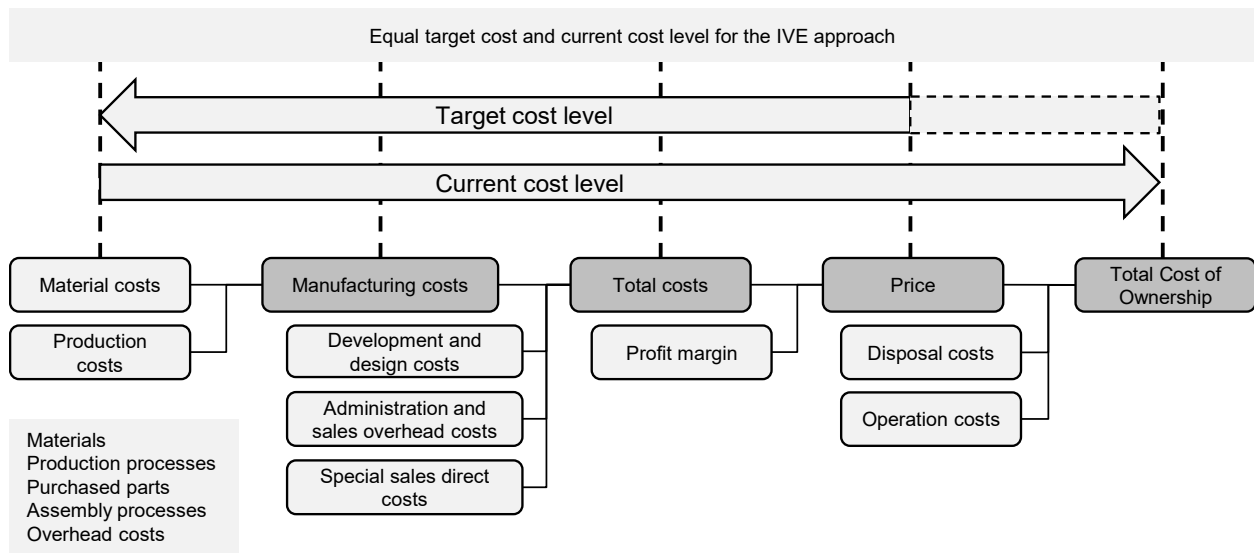 Equal target cost and current cost level for the IVE approach
Target cost level
Current cost level
Material costs
Manufacturing costs
Total costs
Price
Total Cost of
Ownership
Production
costs
Development and
design costs
Profit margin
Disposal costs
Administration and
sales overhead costs
Operation costs
Special sales direct
costs
Materials
Production processes
Purchased parts
Assembly processes
Overhead costs